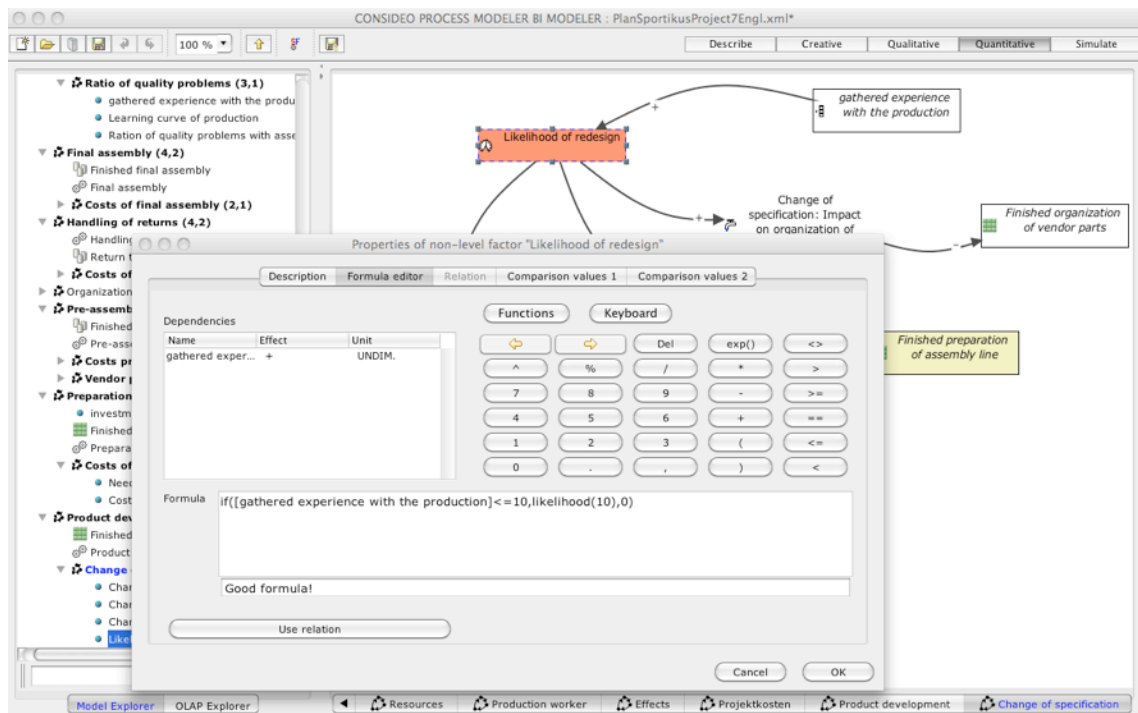 CONSIDEO PROCESS MODELER BI MODELER : PlanSportikusProject7Engl.xml*
100 %
Describe
Creative
Qualitative
Quantitative
Simulate
Ratio of quality problems (3,1)
gathered experience with the produ
Learning curve of production
Ration of quality problems with asse
Final assembly (4,2)
Finished final assembly
Final assembly
Costs of final assembly (2,1)
Handling of returns (4,2)
Handling
Return t
Costs of
Organization
Pre-assemb
Finished
Pre-asse
Costs pr
Vendor p
Preparation
investm
Finished
Prepara
Costs of
Need
Cost
Product dev
Finished
Product
Change
Chan
Chan
Chan
Likel
Model Explorer
OLAP Explorer
gathered experience
with the production
+
Likelihood of redesign
+
Change of
specification: Impact
on organization of
-
Finished organization
of vendor parts
Finished preparation
of assembly line
Properties of non-level factor "Likelihood of redesign"
Description
Formula editor
Relation
Comparison values 1
Comparison values 2
Dependencies
Name Effect Unit
gathered exper... + UNDIM.
Functions
Keyboard
Del exp() <>
^ % / * >
7 8 9 - >=
4 5 6 + ==
1 2 3 ( <=
0 . , ) <
Formula
if([gathered experience with the production]<=10,likelihood(10),0)
Good formula!
Use relation
Cancel
OK
Resources
Production worker
Effects
Projektkosten
Product development
Change of specification